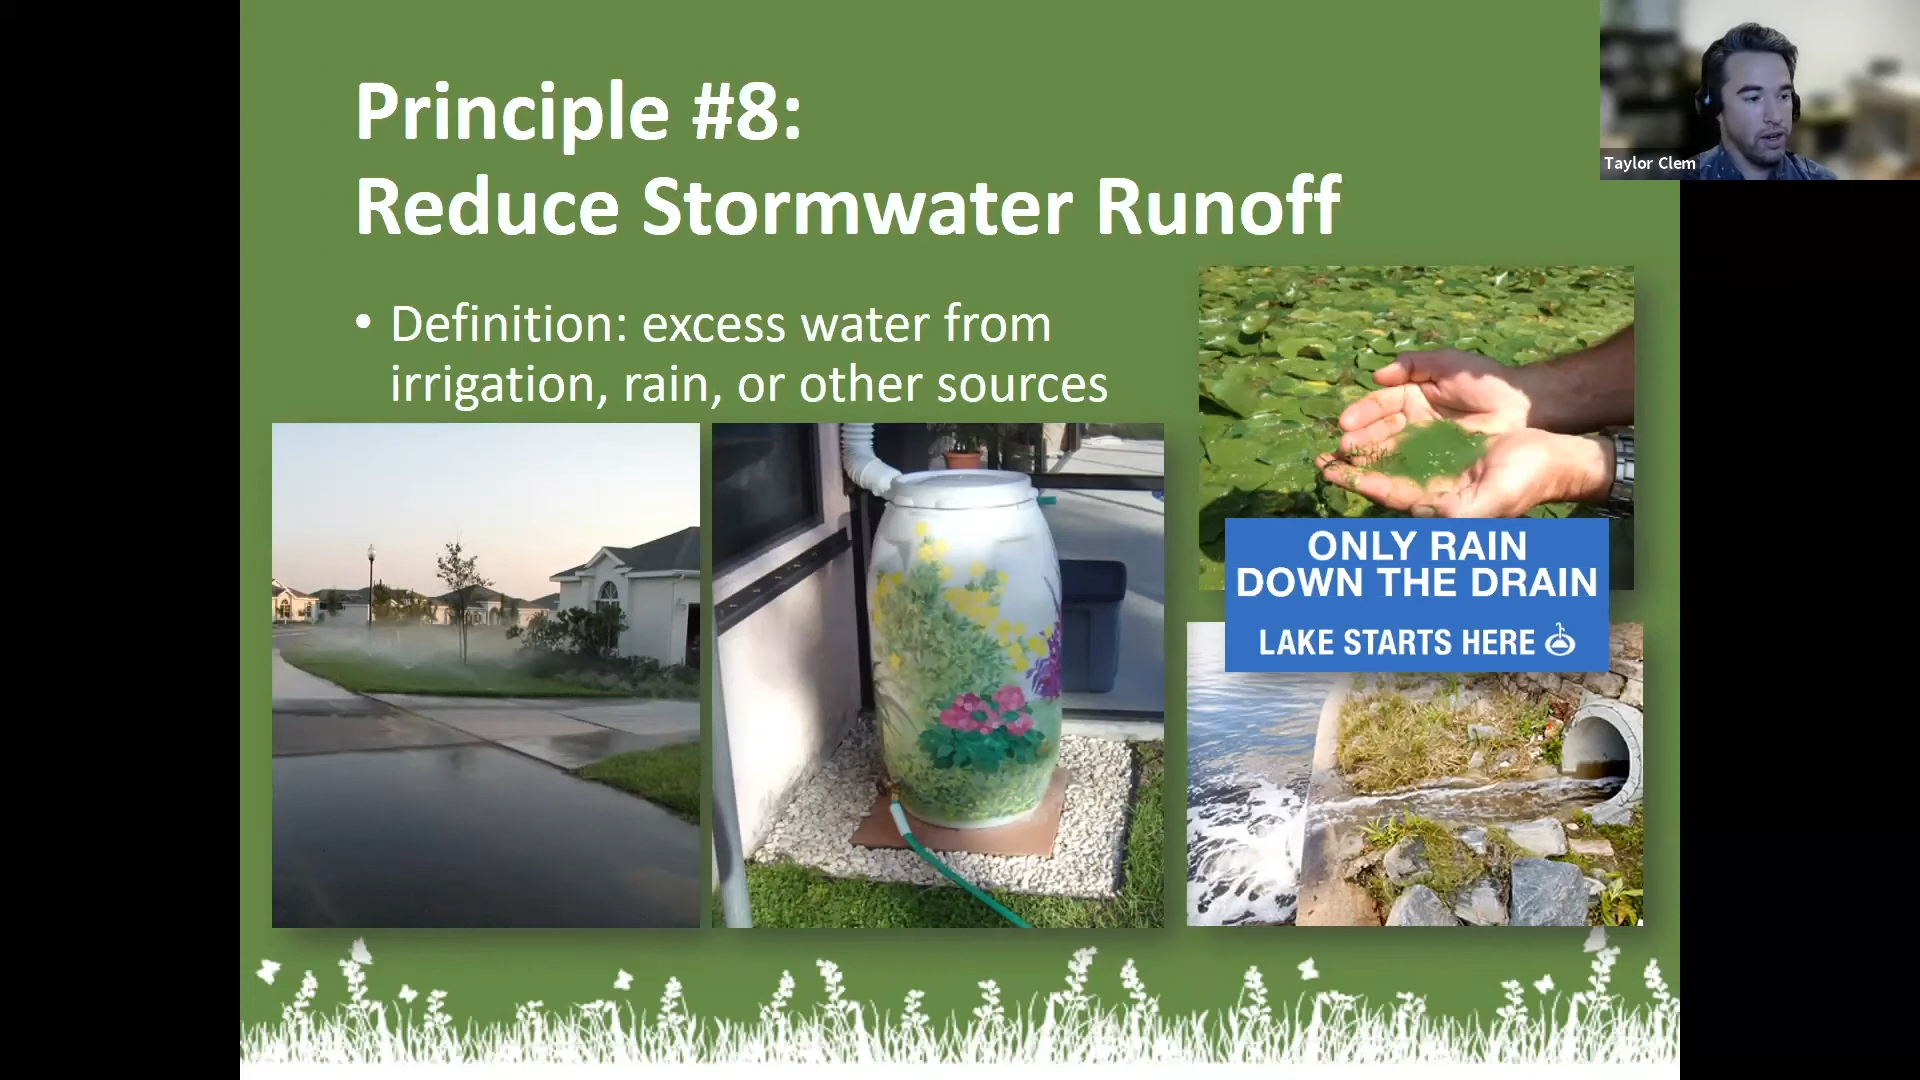 Principle #8:
Reduce Stormwater Runoff
• Definition: excess water from
irrigation, rain, or other sources
ONLY RAIN
DOWN THE DRAIN
LAKE STARTS HERE
Taylor Clem